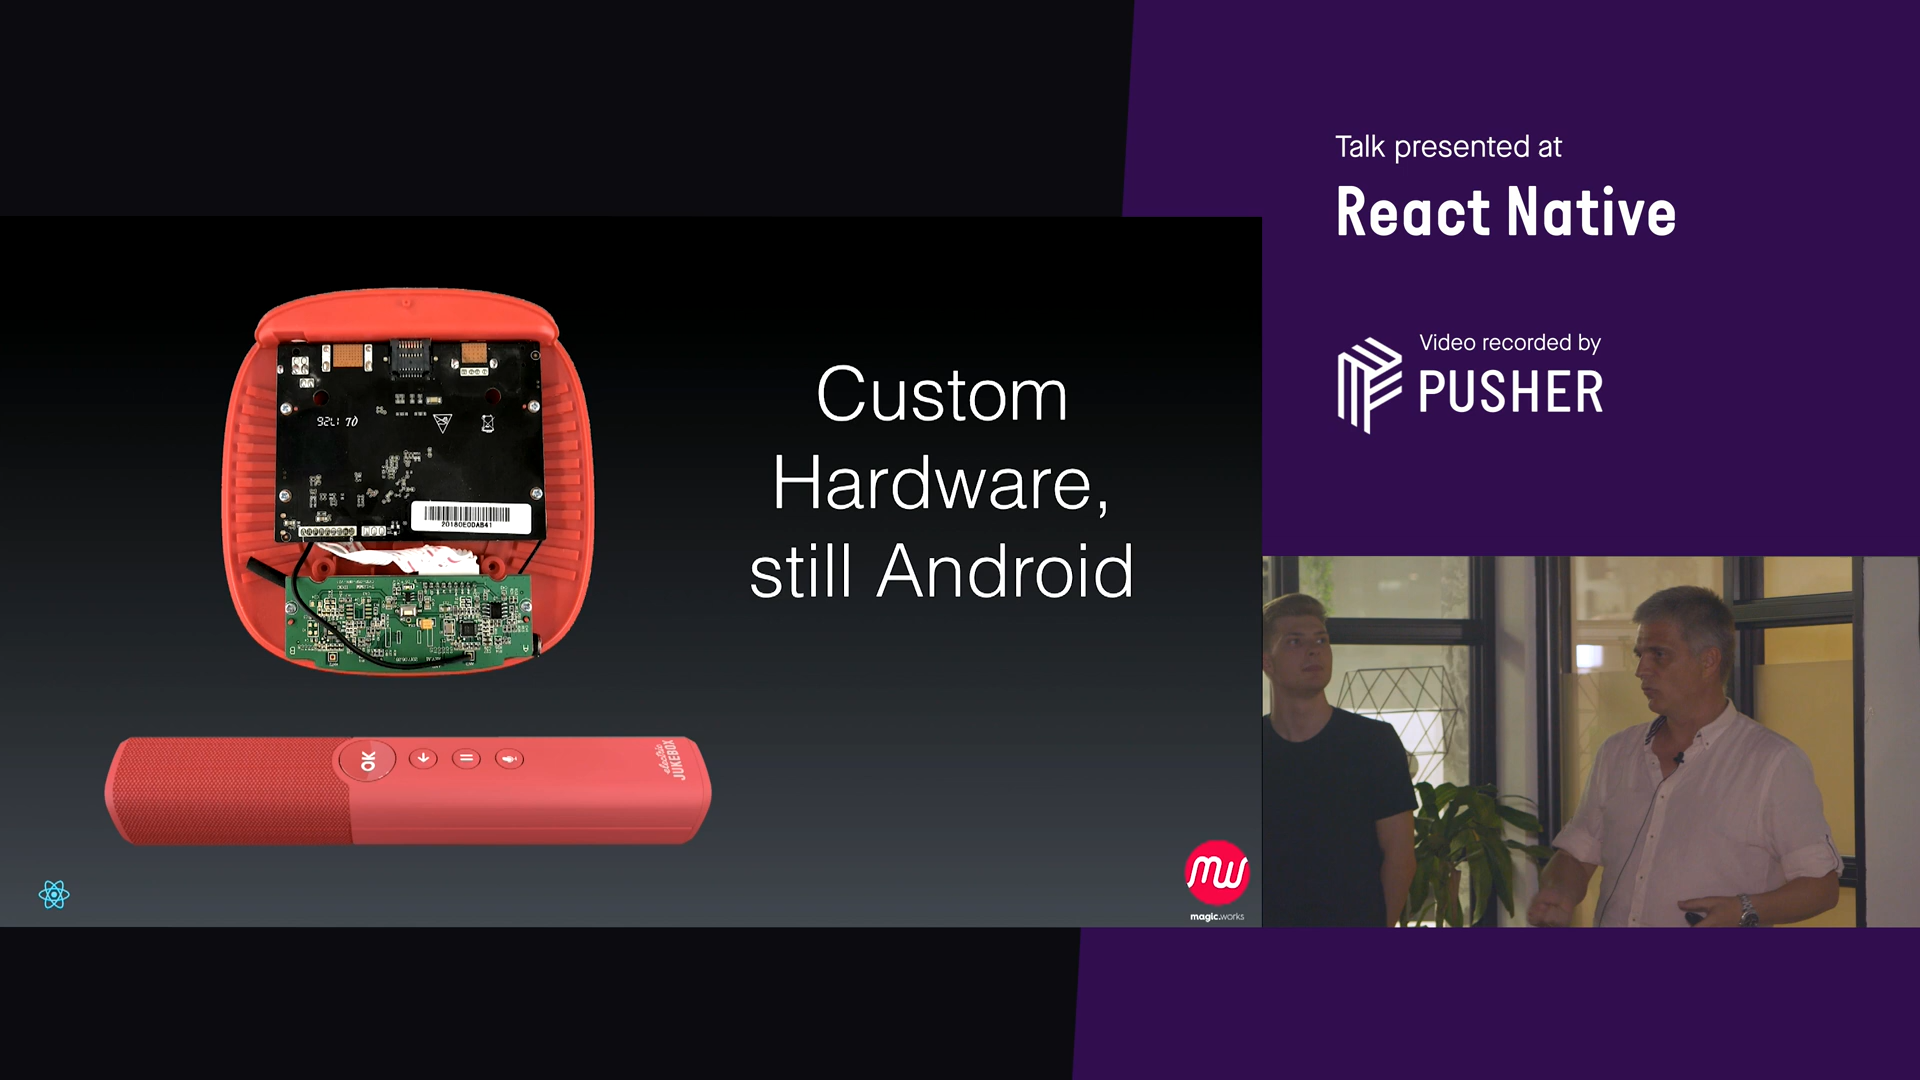 Talk presented at
React Native
Video recorded by
PUSHER
Custom
Hardware,
still Android
20180E0DAB41
OK
electric
JUKEBOX
mw
magic.works